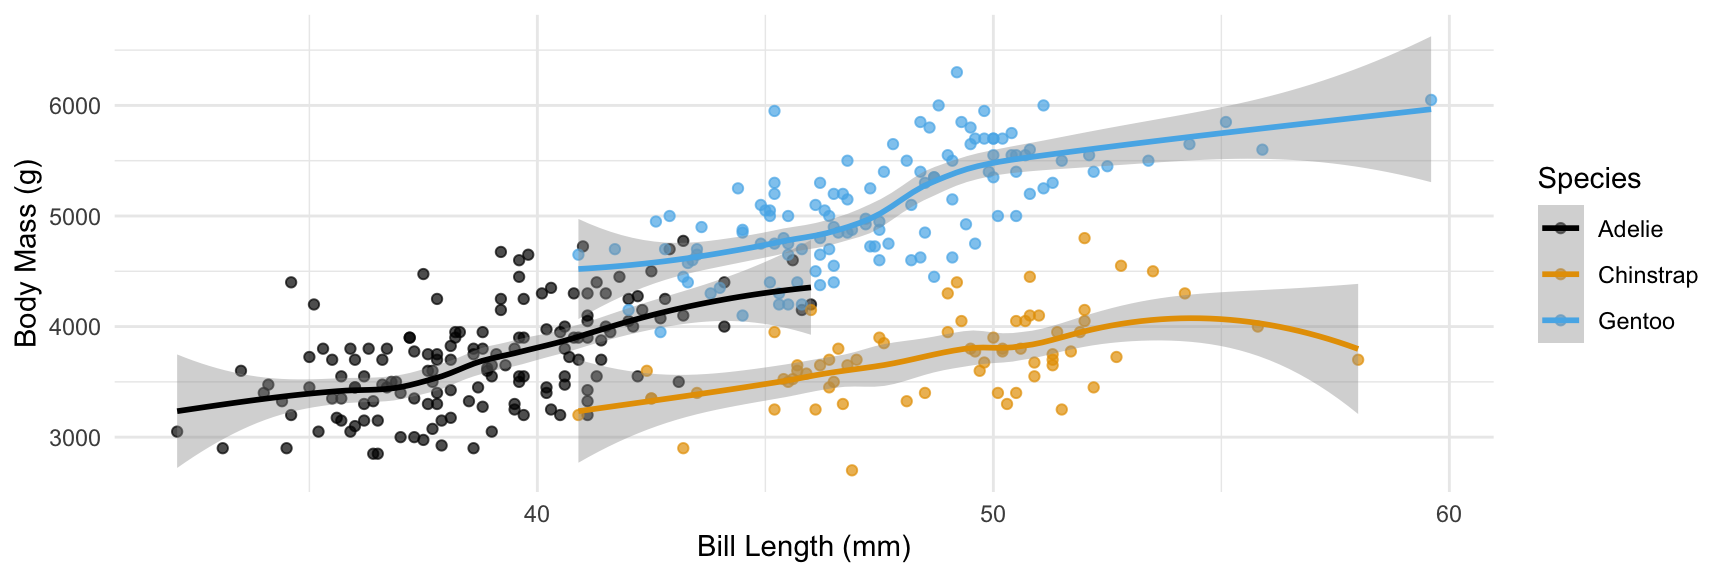 6000
5000
4000
3000
Body Mass (g)
40
50
60
Bill Length (mm)
Species
Adelie
Chinstrap
Gentoo